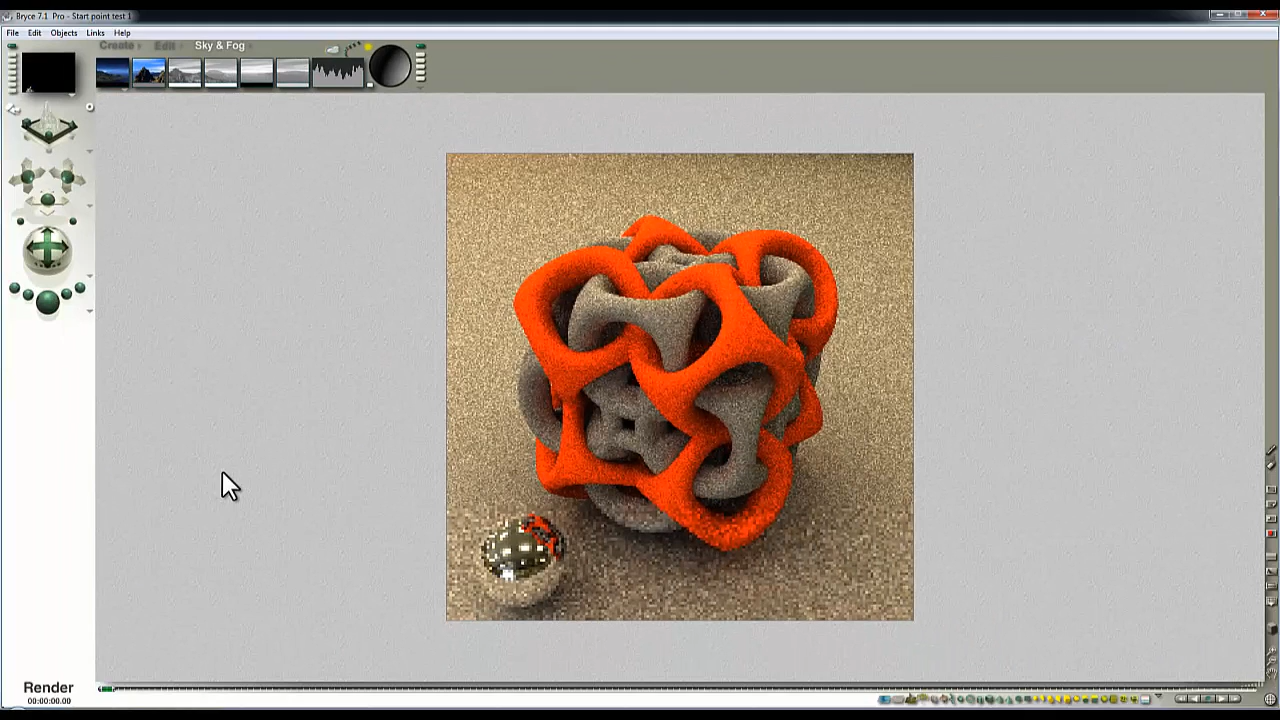 Bryce 7.1 Pro - Start point test 1
File Edit Objects Links Help
Create Edit Sky & Fog
Render
00:00:00.00